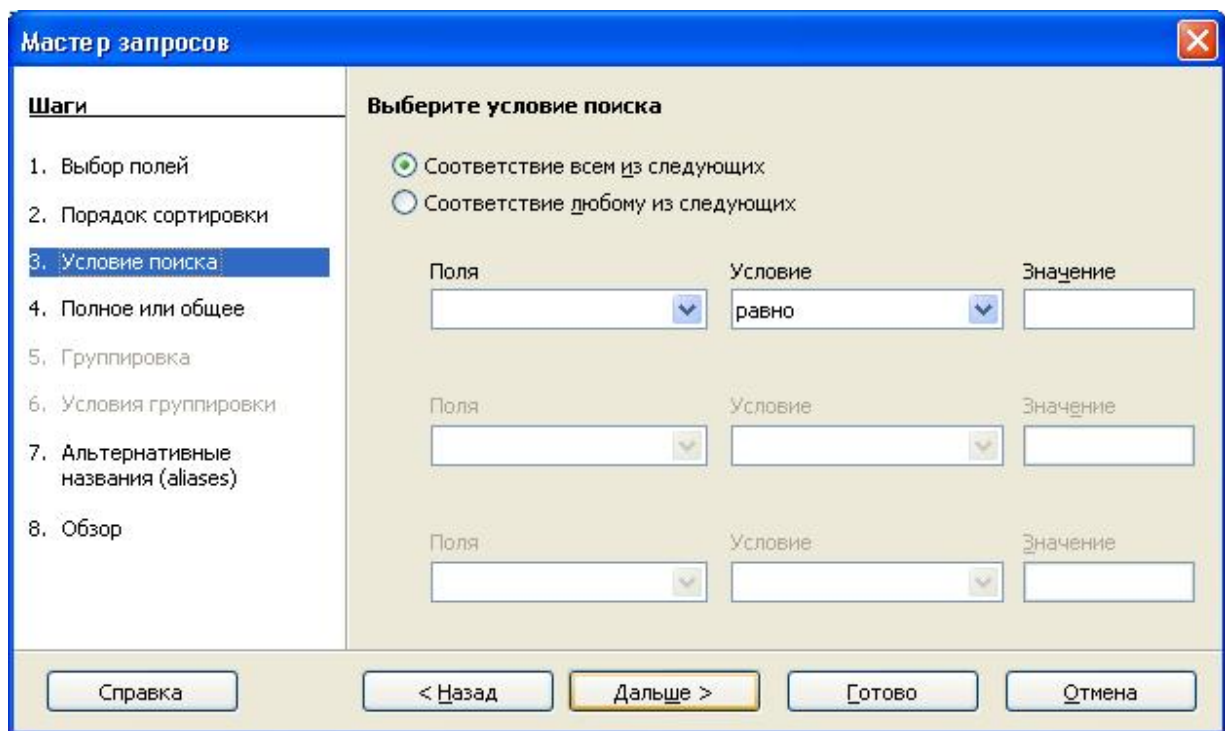 Мастер запросов
Шаги
1. Выбор полей
2. Порядок сортировки
3. Условие поиска
4. Полное или общее
5. Группировка
6. Условия группировки
7. Альтернативные
названия (aliases)
8. Обзор
Выберите условие поиска
Соответствие всем из следующих
Соответствие любому из следующих
Поля Условие Значение
равно
Поля Условие Значение
Поля Условие Значение
Справка < Назад Дальше > Готово Отмена